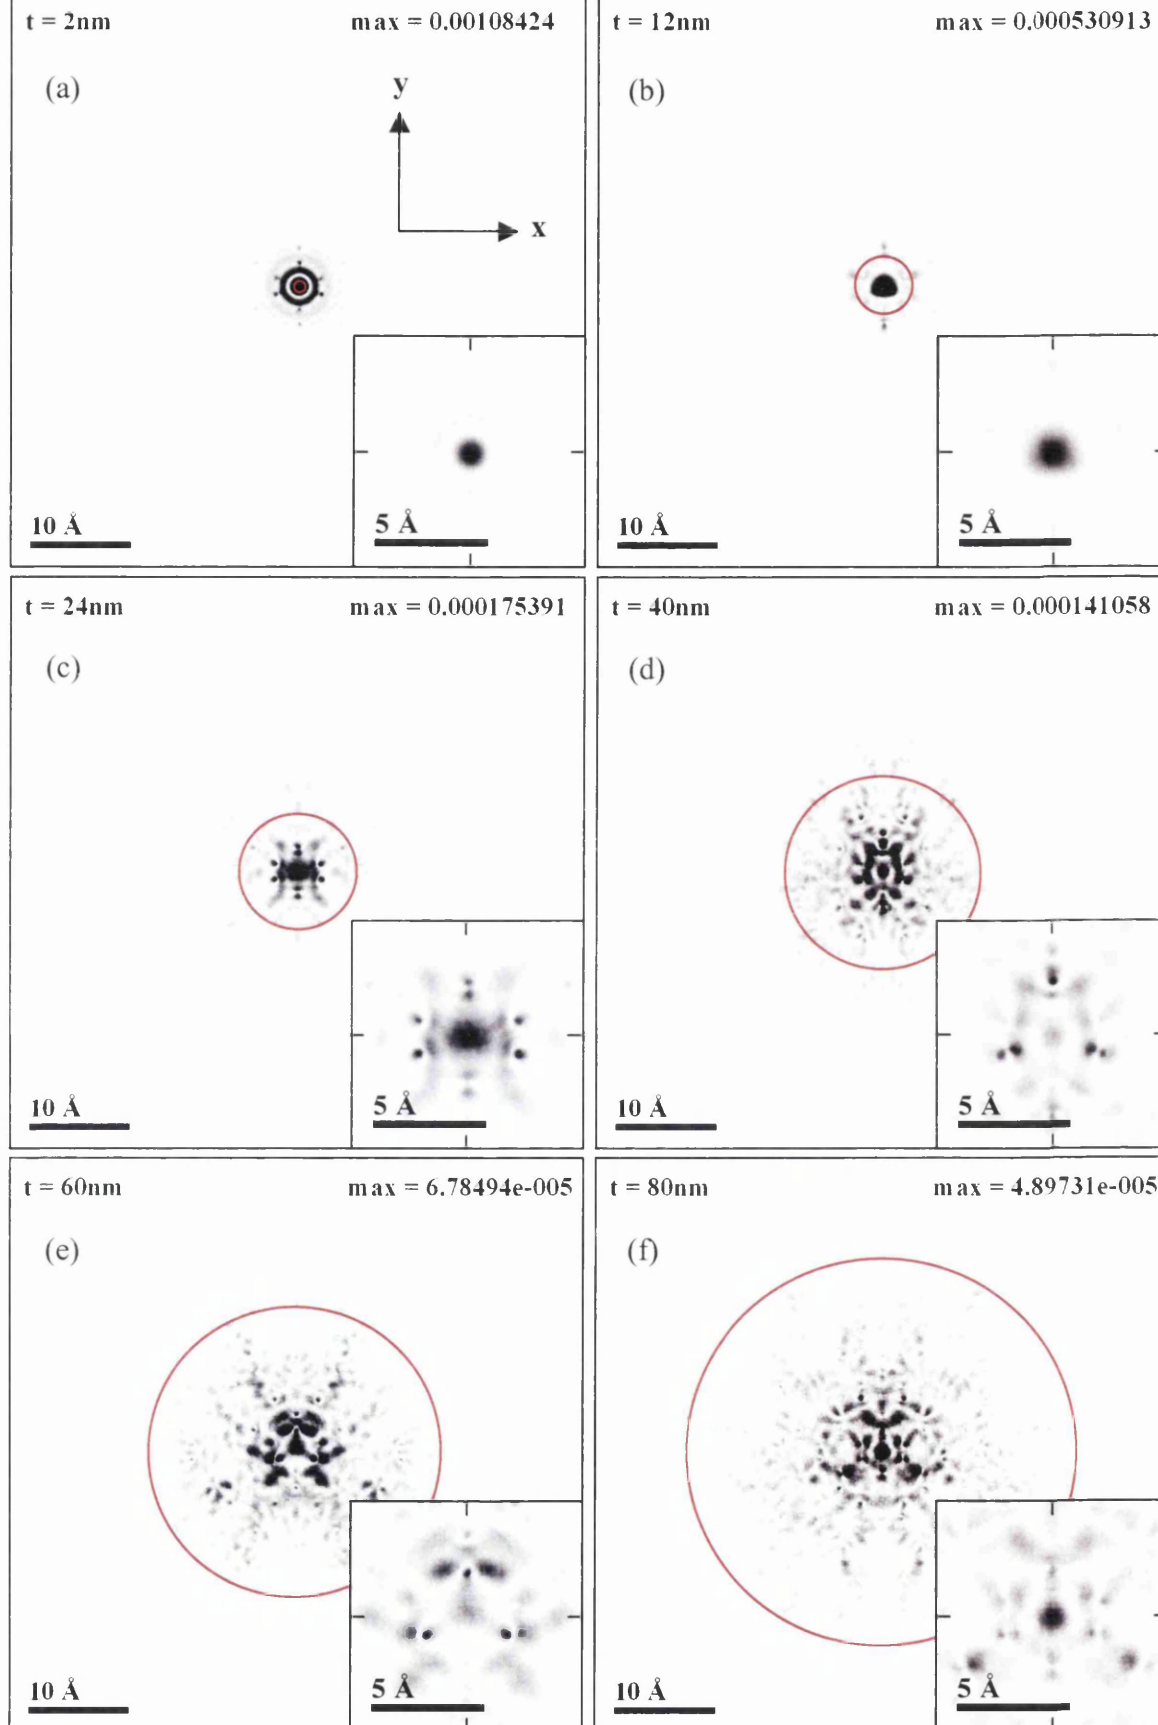 t = 2nm max = 0.00108424
(a)
y
x
10 Å
5 Å
t = 12nm max = 0.000530913
(b)
10 Å
5 Å
t = 24nm max = 0.000175391
(c)
10 Å
5 Å
t = 40nm max = 0.000141058
(d)
10 Å
5 Å
t = 60nm max = 6.78494e-005
(e)
10 Å
5 Å
t = 80nm max = 4.89731e-005
(f)
10 Å
5 Å